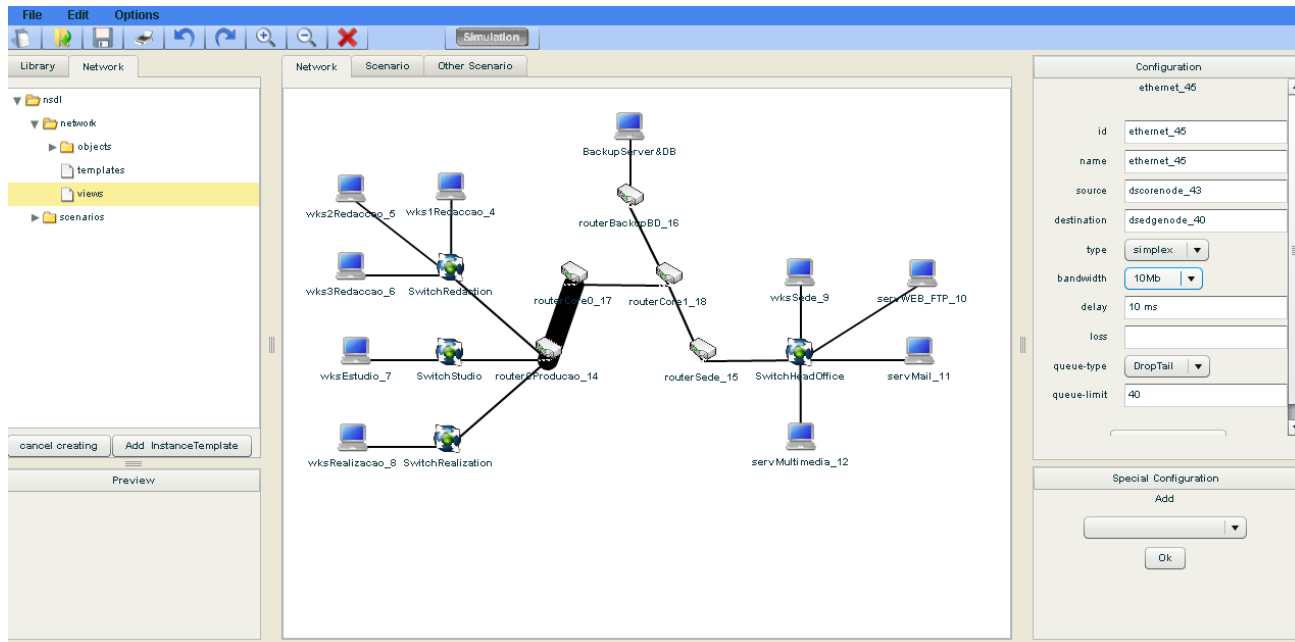 File Edit Options
Simulation
Library Network
nsdl
network
objects
templates
views
scenarios
cancel creating Add InstanceTemplate
Preview
Network Scenario Other Scenario
BackupServer&DB
wks2Redaccao_5 wks1Redaccao_4
routerBackupBD_16
wks3Redaccao_6 SwitchRedaction
routerCore0_17 routerCore1_18
wksSede_9 servWEB_FTP_10
wksEstudio_7 SwitchStudio router0Producao_14 routerSede_15 SwitchHeadOffice servMail_11
wksRealizacao_8 SwitchRealization
servMultimedia_12
Configuration
ethernet_45
id ethernet_45
name ethernet_45
source dscorenode_43
destination dsedgenode_40
type simplex
bandwidth 10Mb
delay 10 ms
loss
queue-type DropTail
queue-limit 40
Special Configuration
Add
Ok